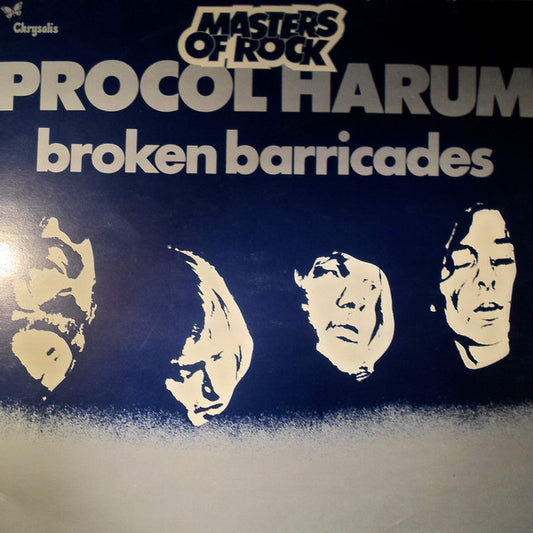 Chrysalis
MASTERS
OF ROCK
PROCOL HARUM
broken barricades